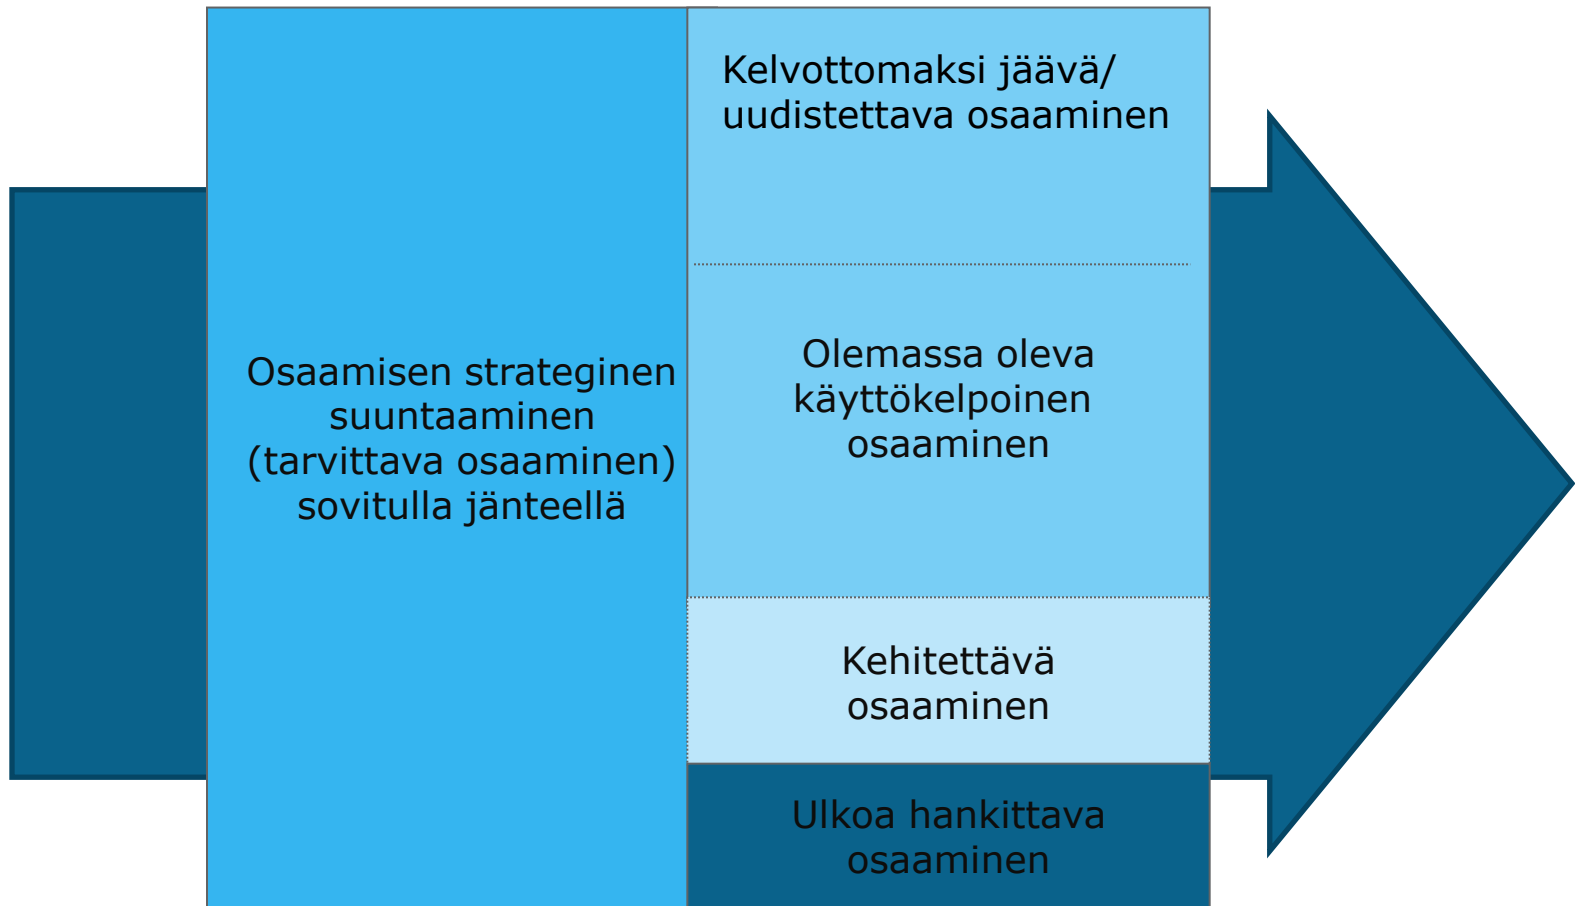 Kelvottomaksi jäävä/
uudistettava osaaminen
Osaamisen strateginen
suuntaaminen
(tarvittava osaaminen)
sovitulla jänteellä
Olemassa oleva
käyttökelpoinen
osaaminen
Kehitettävä
osaaminen
Ulkoa hankittava
osaaminen